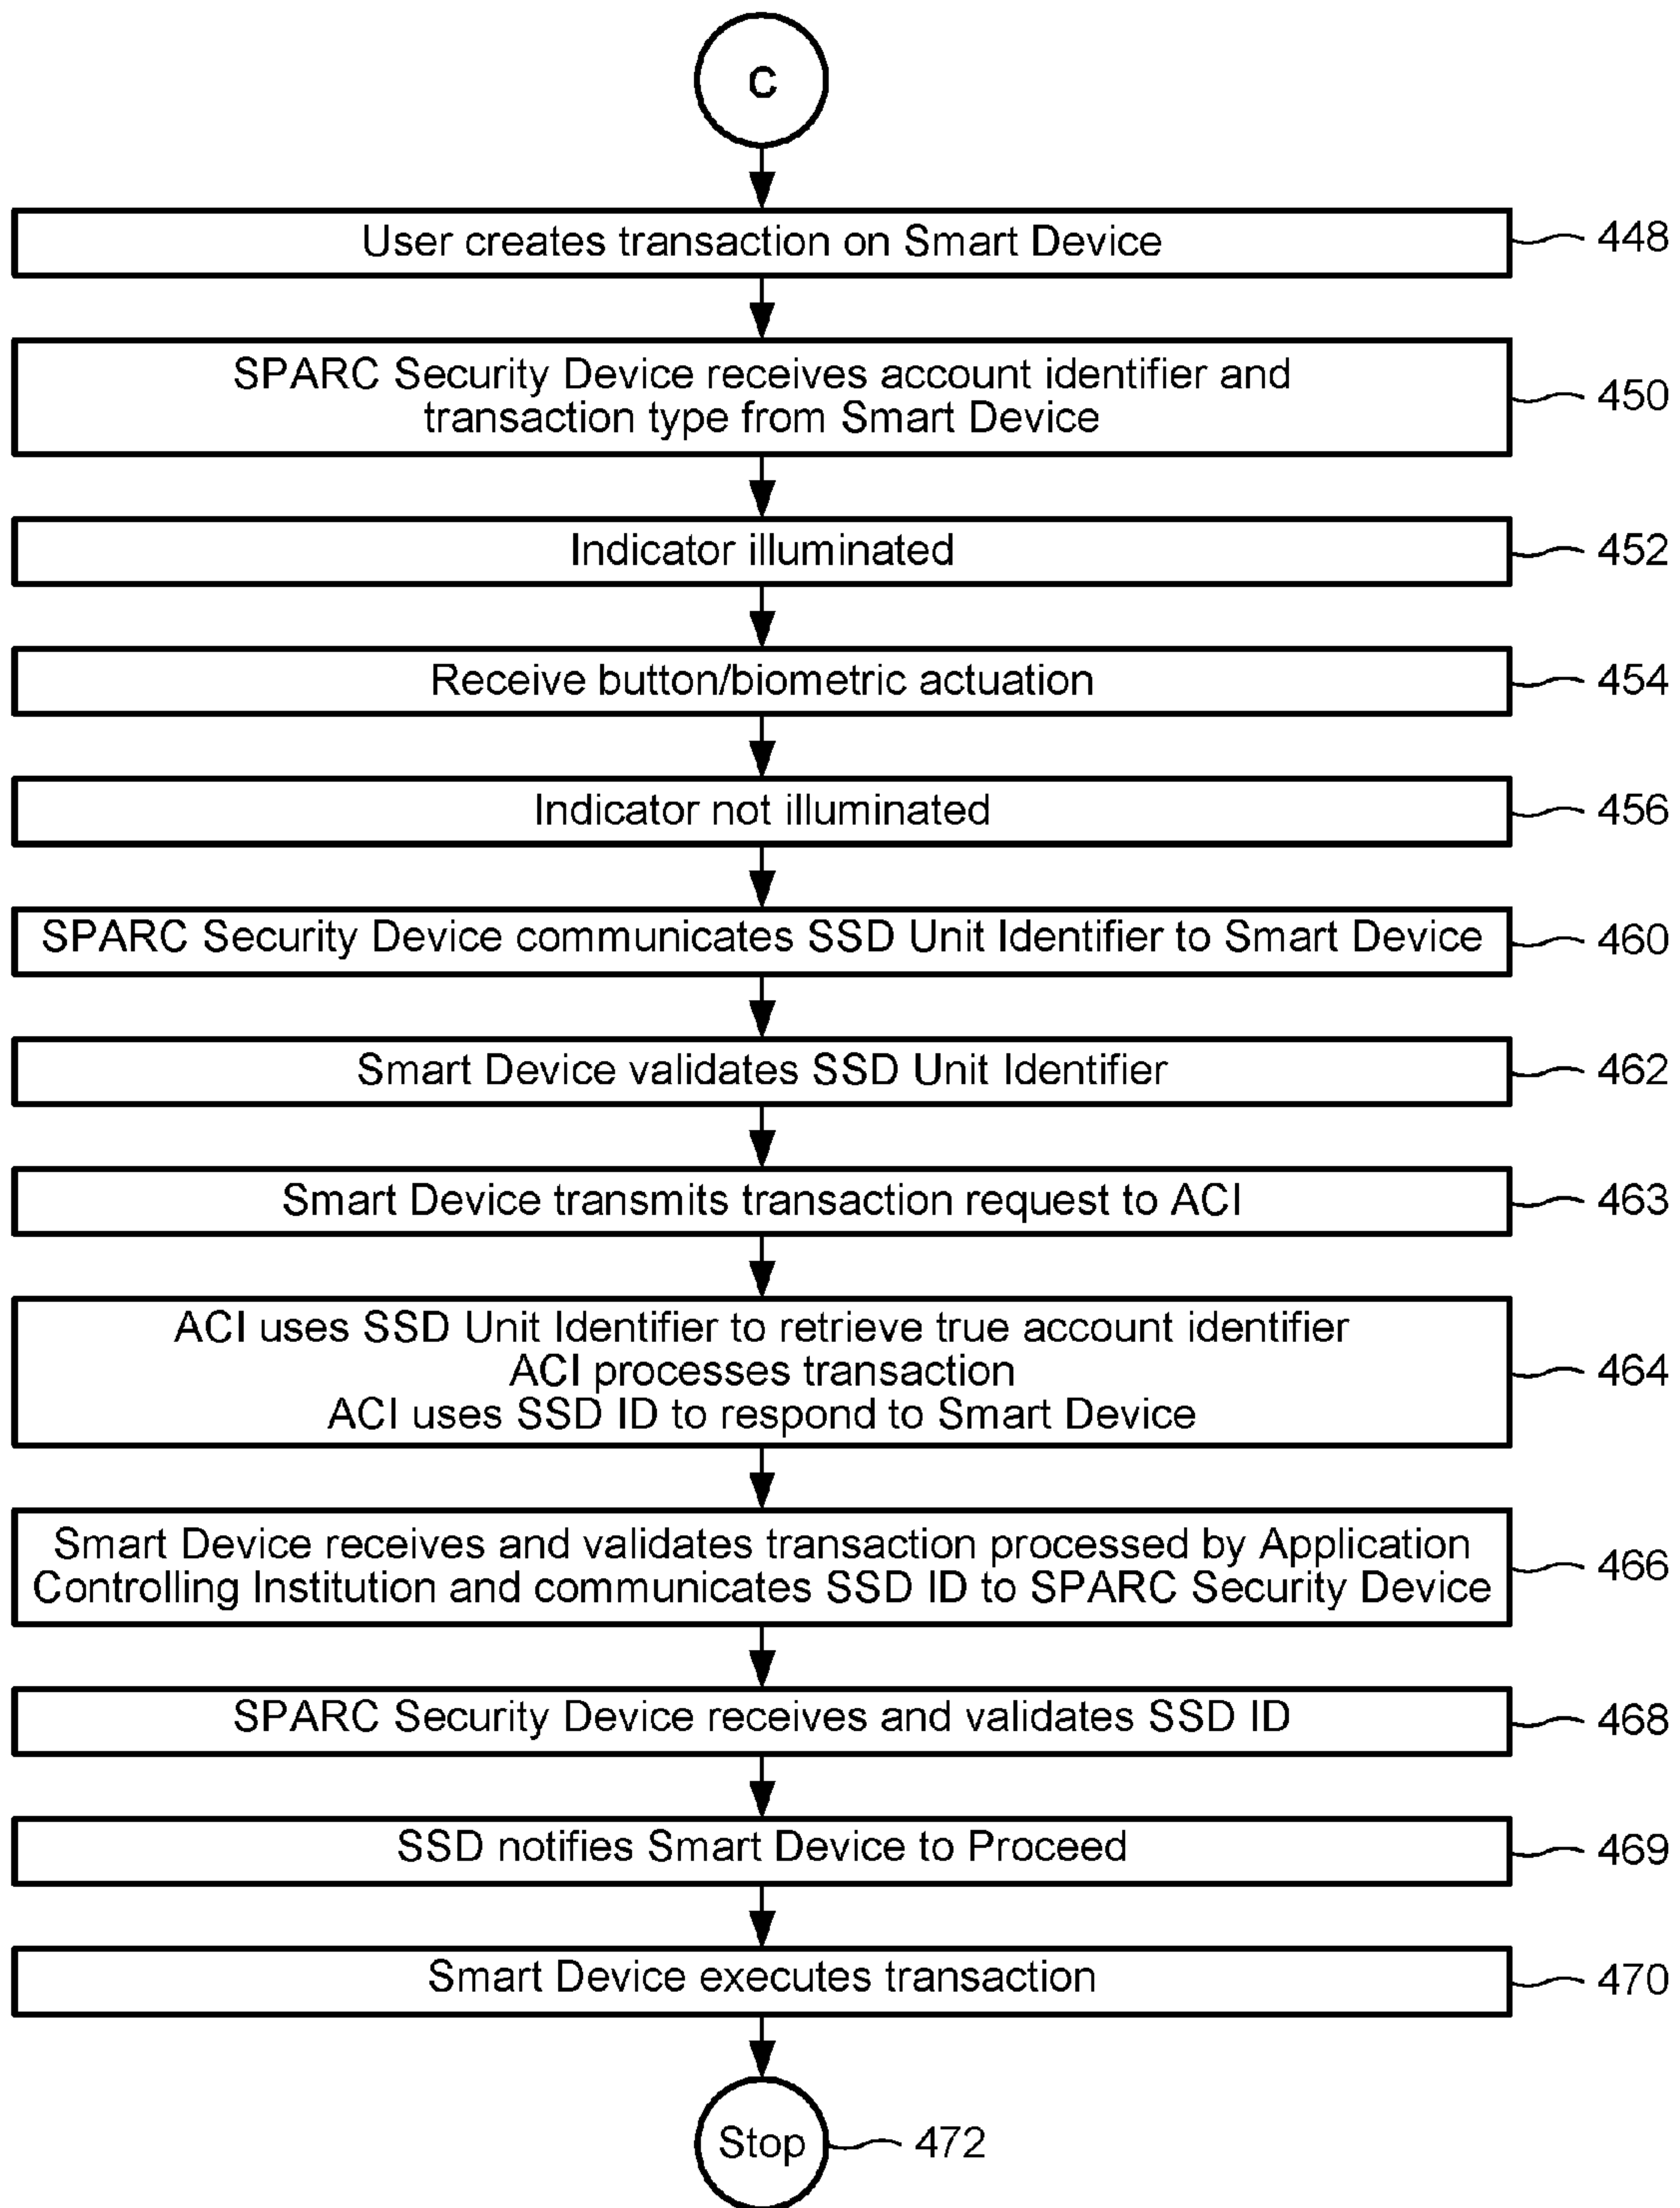 C
User creates transaction on Smart Device
448
SPARC Security Device receives account identifier and
transaction type from Smart Device
450
Indicator illuminated
452
Receive button/biometric actuation
454
Indicator not illuminated
456
SPARC Security Device communicates SSD Unit Identifier to Smart Device
460
Smart Device validates SSD Unit Identifier
462
Smart Device transmits transaction request to ACI
463
ACI uses SSD Unit Identifier to retrieve true account identifier
ACI processes transaction
ACI uses SSD ID to respond to Smart Device
464
Smart Device receives and validates transaction processed by Application
Controlling Institution and communicates SSD ID to SPARC Security Device
466
SPARC Security Device receives and validates SSD ID
468
SSD notifies Smart Device to Proceed
469
Smart Device executes transaction
470
Stop
472